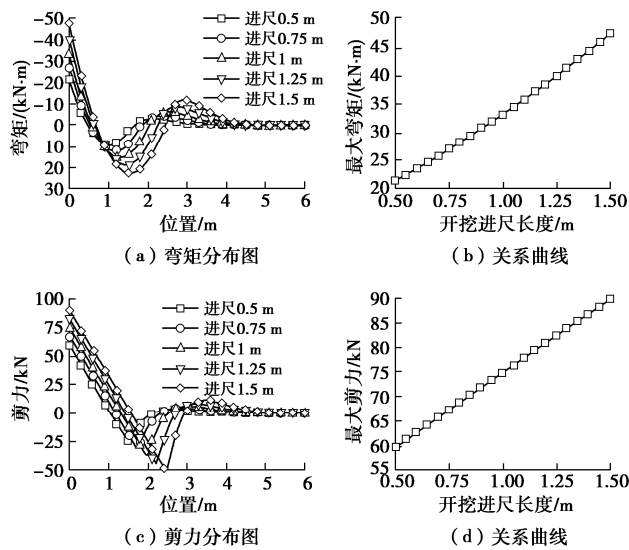 弯矩/(kN·m)
-50
-40
-30
-20
-10
0
10
20
30
0 1 2 3 4 5 6
位置/m
进尺0.5 m
进尺0.75 m
进尺1 m
进尺1.25 m
进尺1.5 m
(a) 弯矩分布图
最大弯矩/(kN·m)
50
45
40
35
30
25
20
0.50 0.75 1.00 1.25 1.50
开挖进尺长度/m
(b) 关系曲线
剪力/kN
100
75
50
25
0
-25
-50
0 1 2 3 4 5 6
位置/m
进尺0.5 m
进尺0.75 m
进尺1 m
进尺1.25 m
进尺1.5 m
(c) 剪力分布图
最大剪力/kN
90
85
80
75
70
65
60
55
0.50 0.75 1.00 1.25 1.50
开挖进尺长度/m
(d) 关系曲线